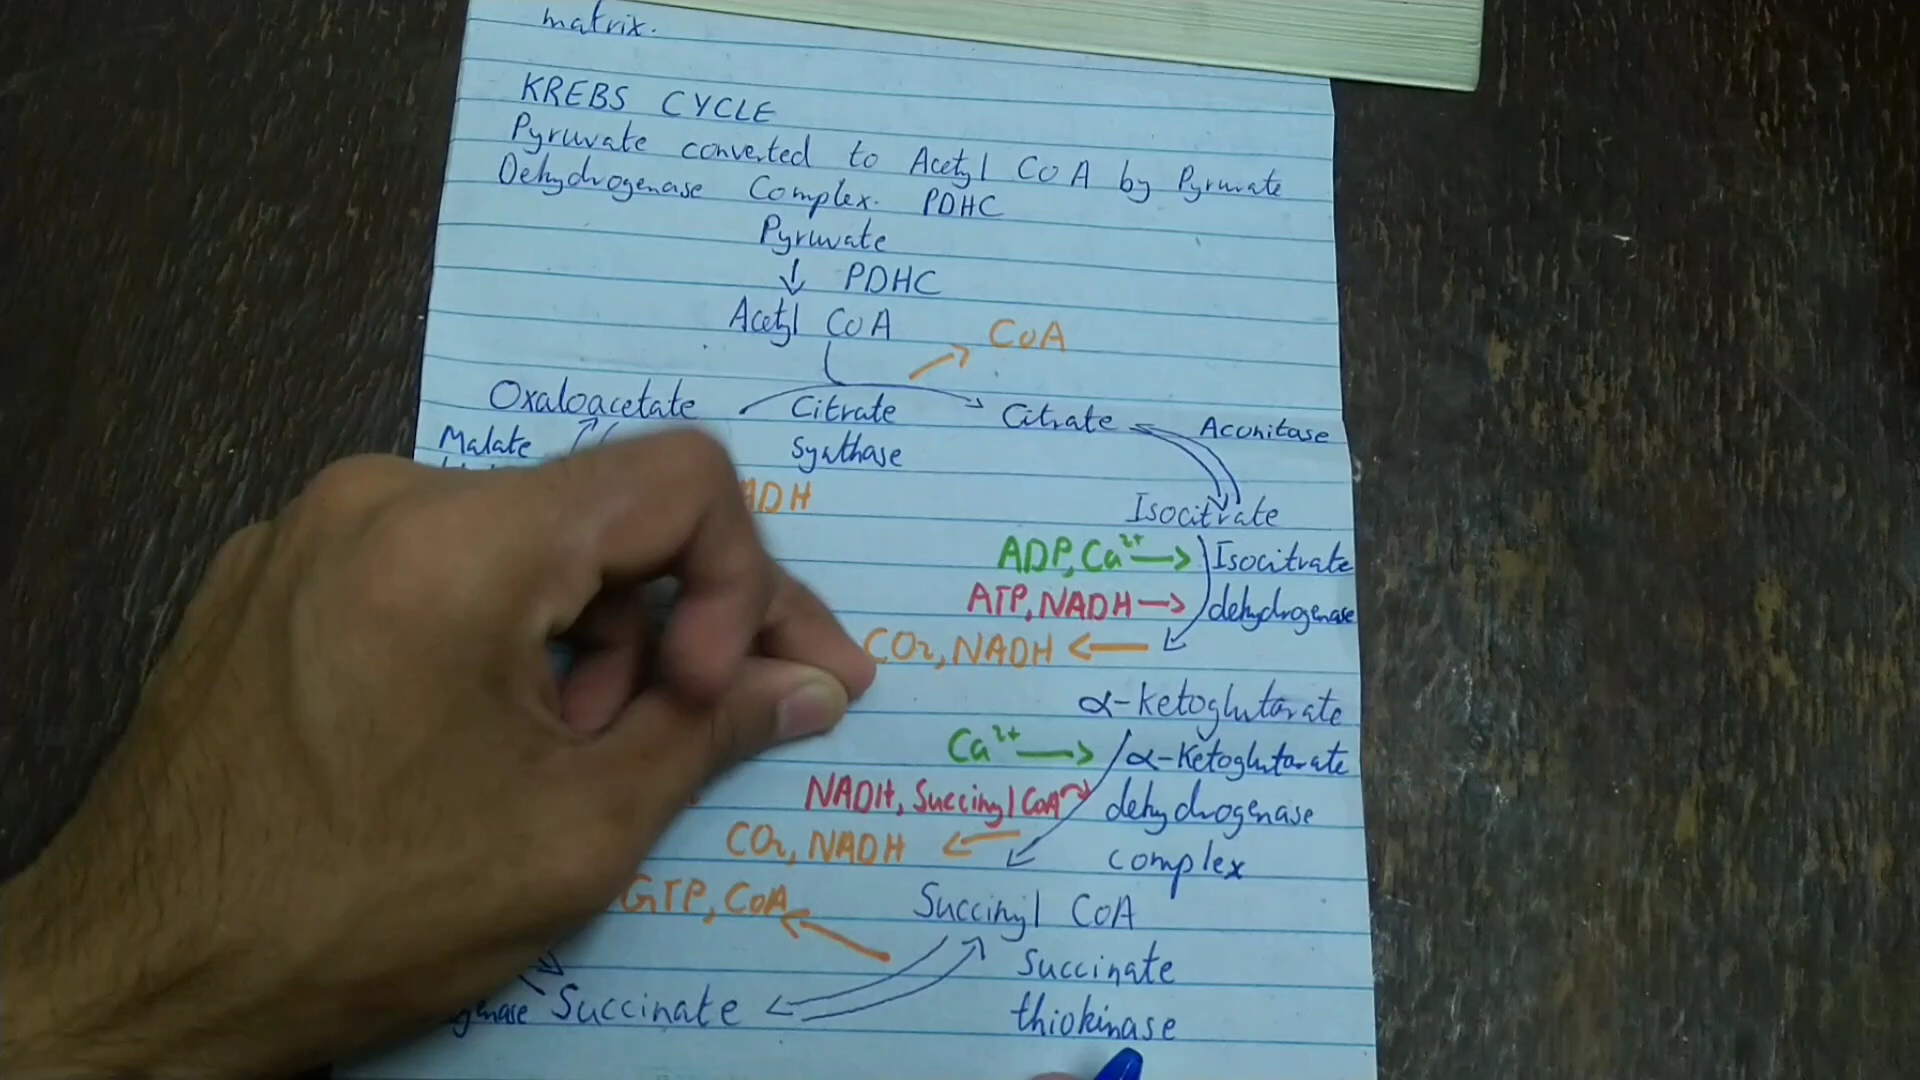 matrix.
KREBS CYCLE
Pyruvate converted to Acetyl CoA by Pyruvate
Dehydrogenase Complex. PDHC
Pyruvate
↓ PDHC
Acetyl CoA
CoA
Oxaloacetate
Citrate
Synthase
Citrate
Aconitase
Malate
ADH
Isocitrate
ADP, Ca²⁺ →
Isocitrate
ATP, NADH →
dehydrogenase
CO₂, NADH ←
α-ketoglutarate
Ca²⁺ →
α-Ketoglutarate
NADH, Succinyl CoA →
dehydrogenase
CO₂, NADH ←
complex
GTP, CoA ←
Succinyl CoA
Succinate
genase Succinate
thiokinase